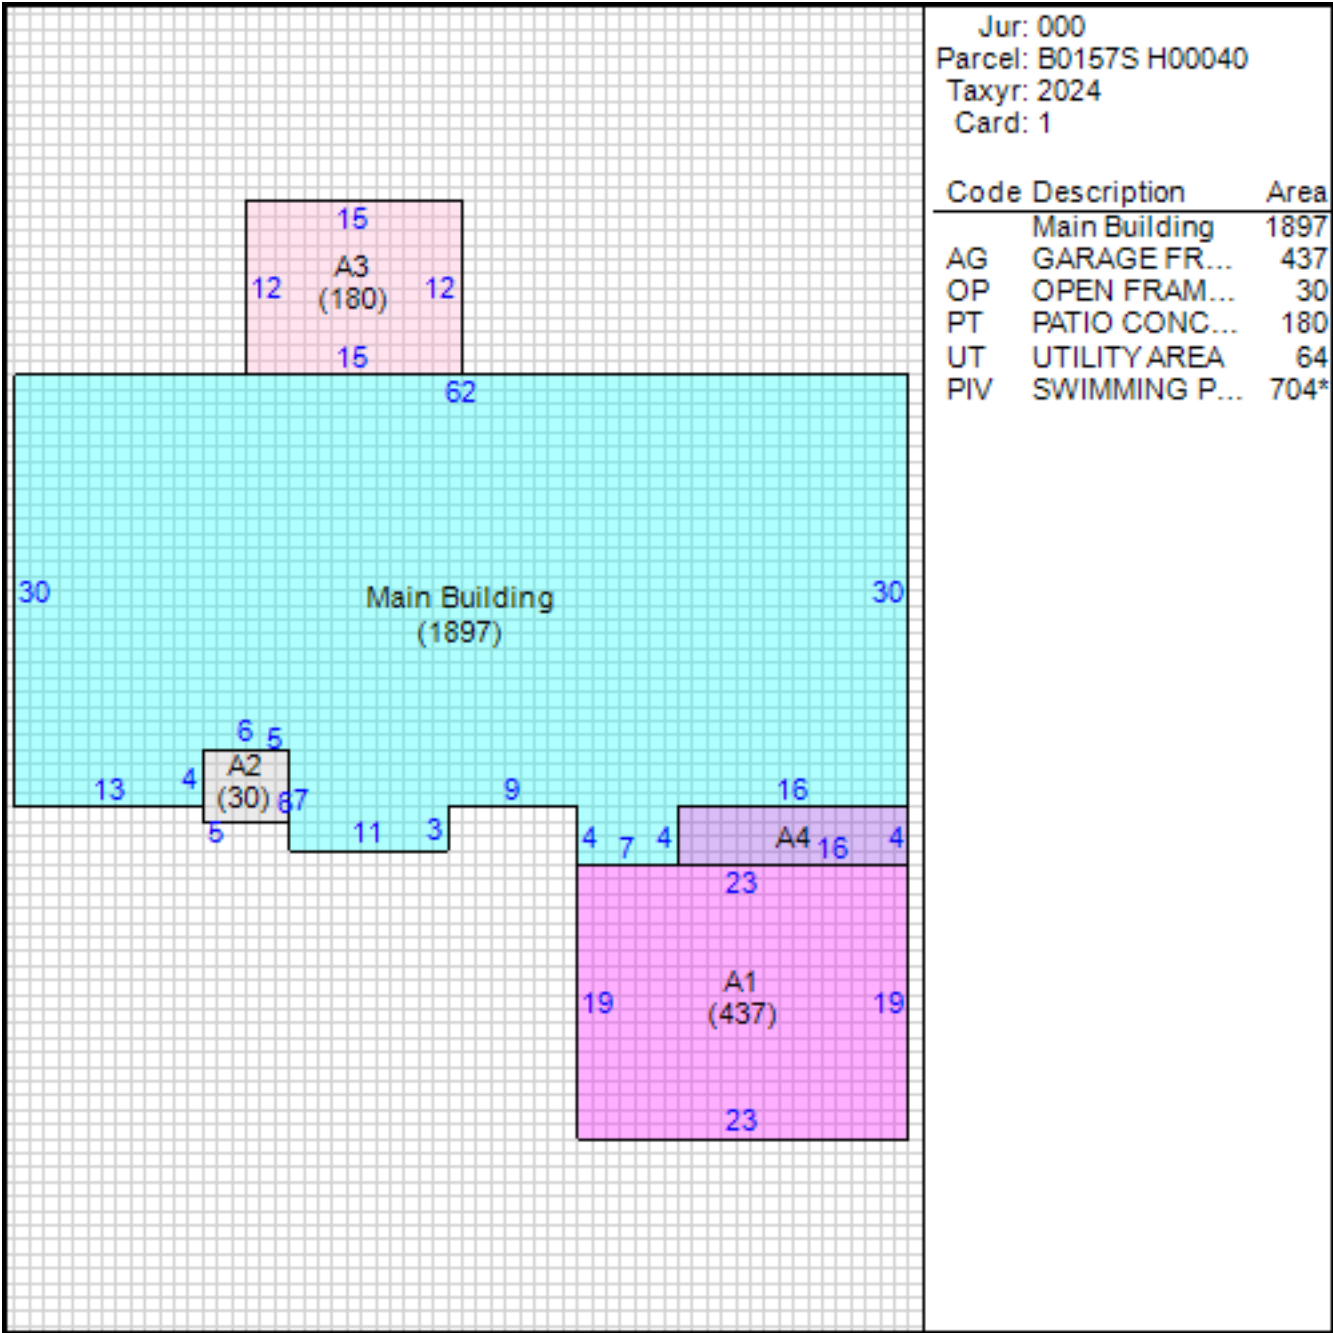 Jur: 000
Parcel: B0157S H00040
Taxyr: 2024
Card: 1
Code Description Area
Main Building 1897
AG GARAGE FR... 437
OP OPEN FRAM... 30
PT PATIO CONC... 180
UT UTILITY AREA 64
PIV SWIMMING P... 704*
15
A3
12 (180) 12
15
62
30 Main Building 30
(1897)
6 5
A2
13 4 (30) 67 9 16
5 11 3 4 7 4 A4 16 4
23
A1
19 (437) 19
23